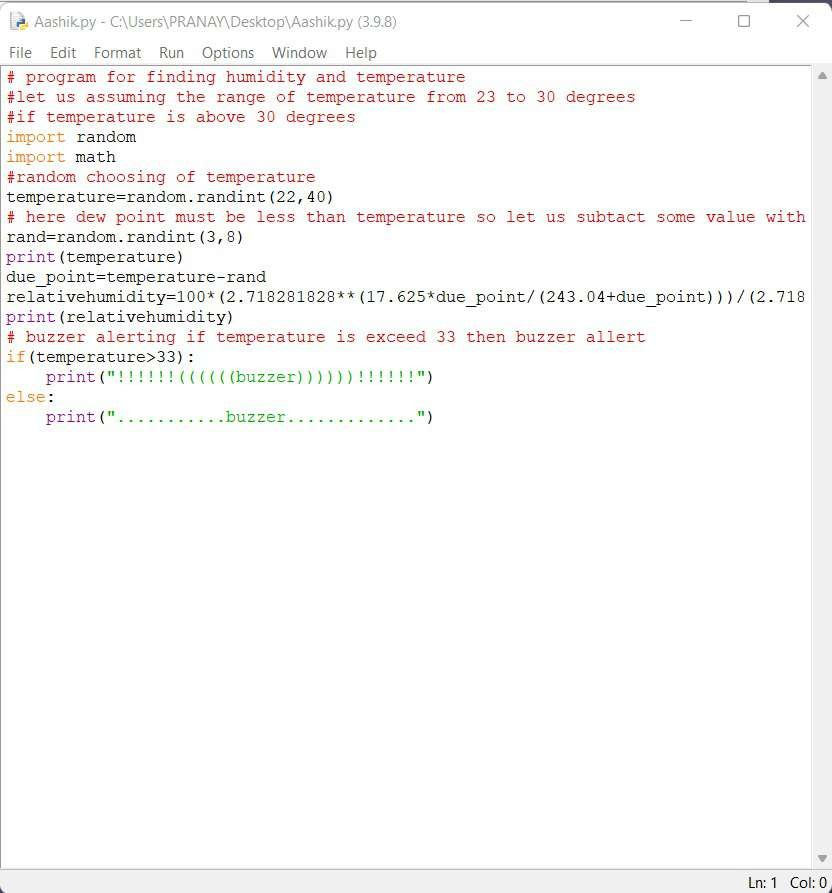 Aashik.py - C:\Users\PRANAY\Desktop\Aashik.py (3.9.8)
File Edit Format Run Options Window Help
# program for finding humidity and temperature
#let us assuming the range of temperature from 23 to 30 degrees
#if temperature is above 30 degrees
import random
import math
#random choosing of temperature
temperature=random.randint(22,40)
# here dew point must be less than temperature so let us subtact some value with
rand=random.randint(3,8)
print(temperature)
due_point=temperature-rand
relativehumidity=100*(2.718281828**(17.625*due_point/(243.04+due_point)))/(2.718
print(relativehumidity)
# buzzer alerting if temperature is exceed 33 then buzzer allert
if(temperature>33):
    print("!!!!!!((((((buzzer))))))!!!!!!")
else:
    print("...........buzzer.............")
Ln: 1 Col: 0